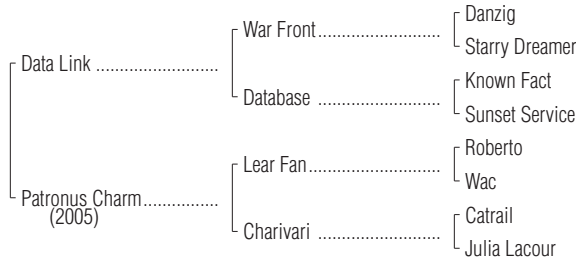 Danzig
War Front........................
Starry Dreamer
Data Link ........................
Known Fact
Database ........................
Sunset Service
Roberto
Lear Fan ........................
Wac
Patronus Charm...............
(2005)
Catrail
Charivari ........................
Julia Lacour